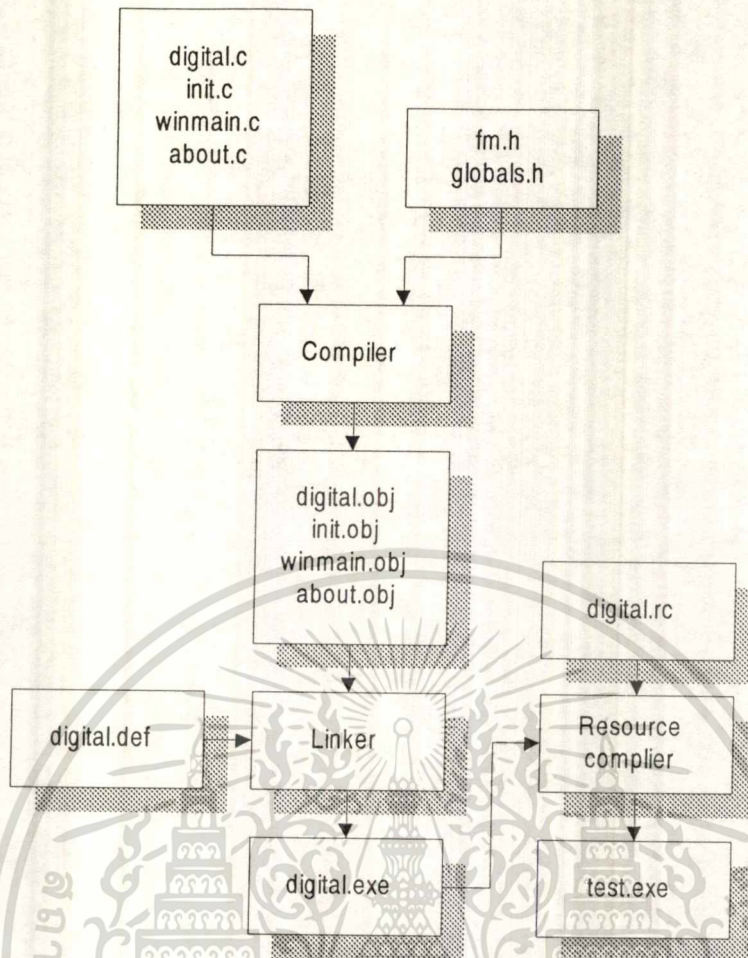 digital.c
init.c
winmain.c
about.c
fm.h
globals.h
Compiler
digital.obj
init.obj
winmain.obj
about.obj
digital.rc
digital.def
Linker
Resource
complier
digital.exe
test.exe